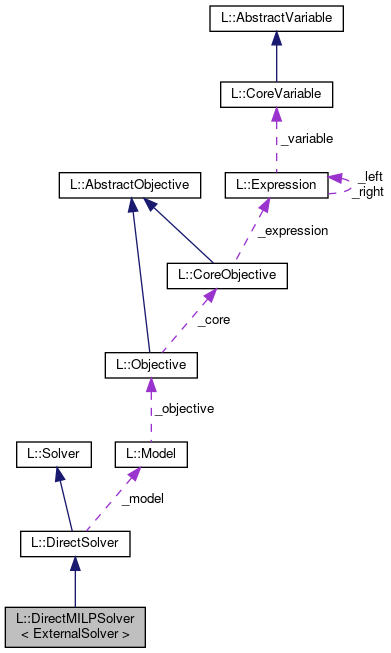 L::AbstractVariable
L::CoreVariable
_variable
L::AbstractObjective
L::Expression
_left
_right
_expression
L::CoreObjective
_core
L::Objective
_objective
L::Solver
L::Model
_model
L::DirectSolver
L::DirectMILPSolver
< ExternalSolver >